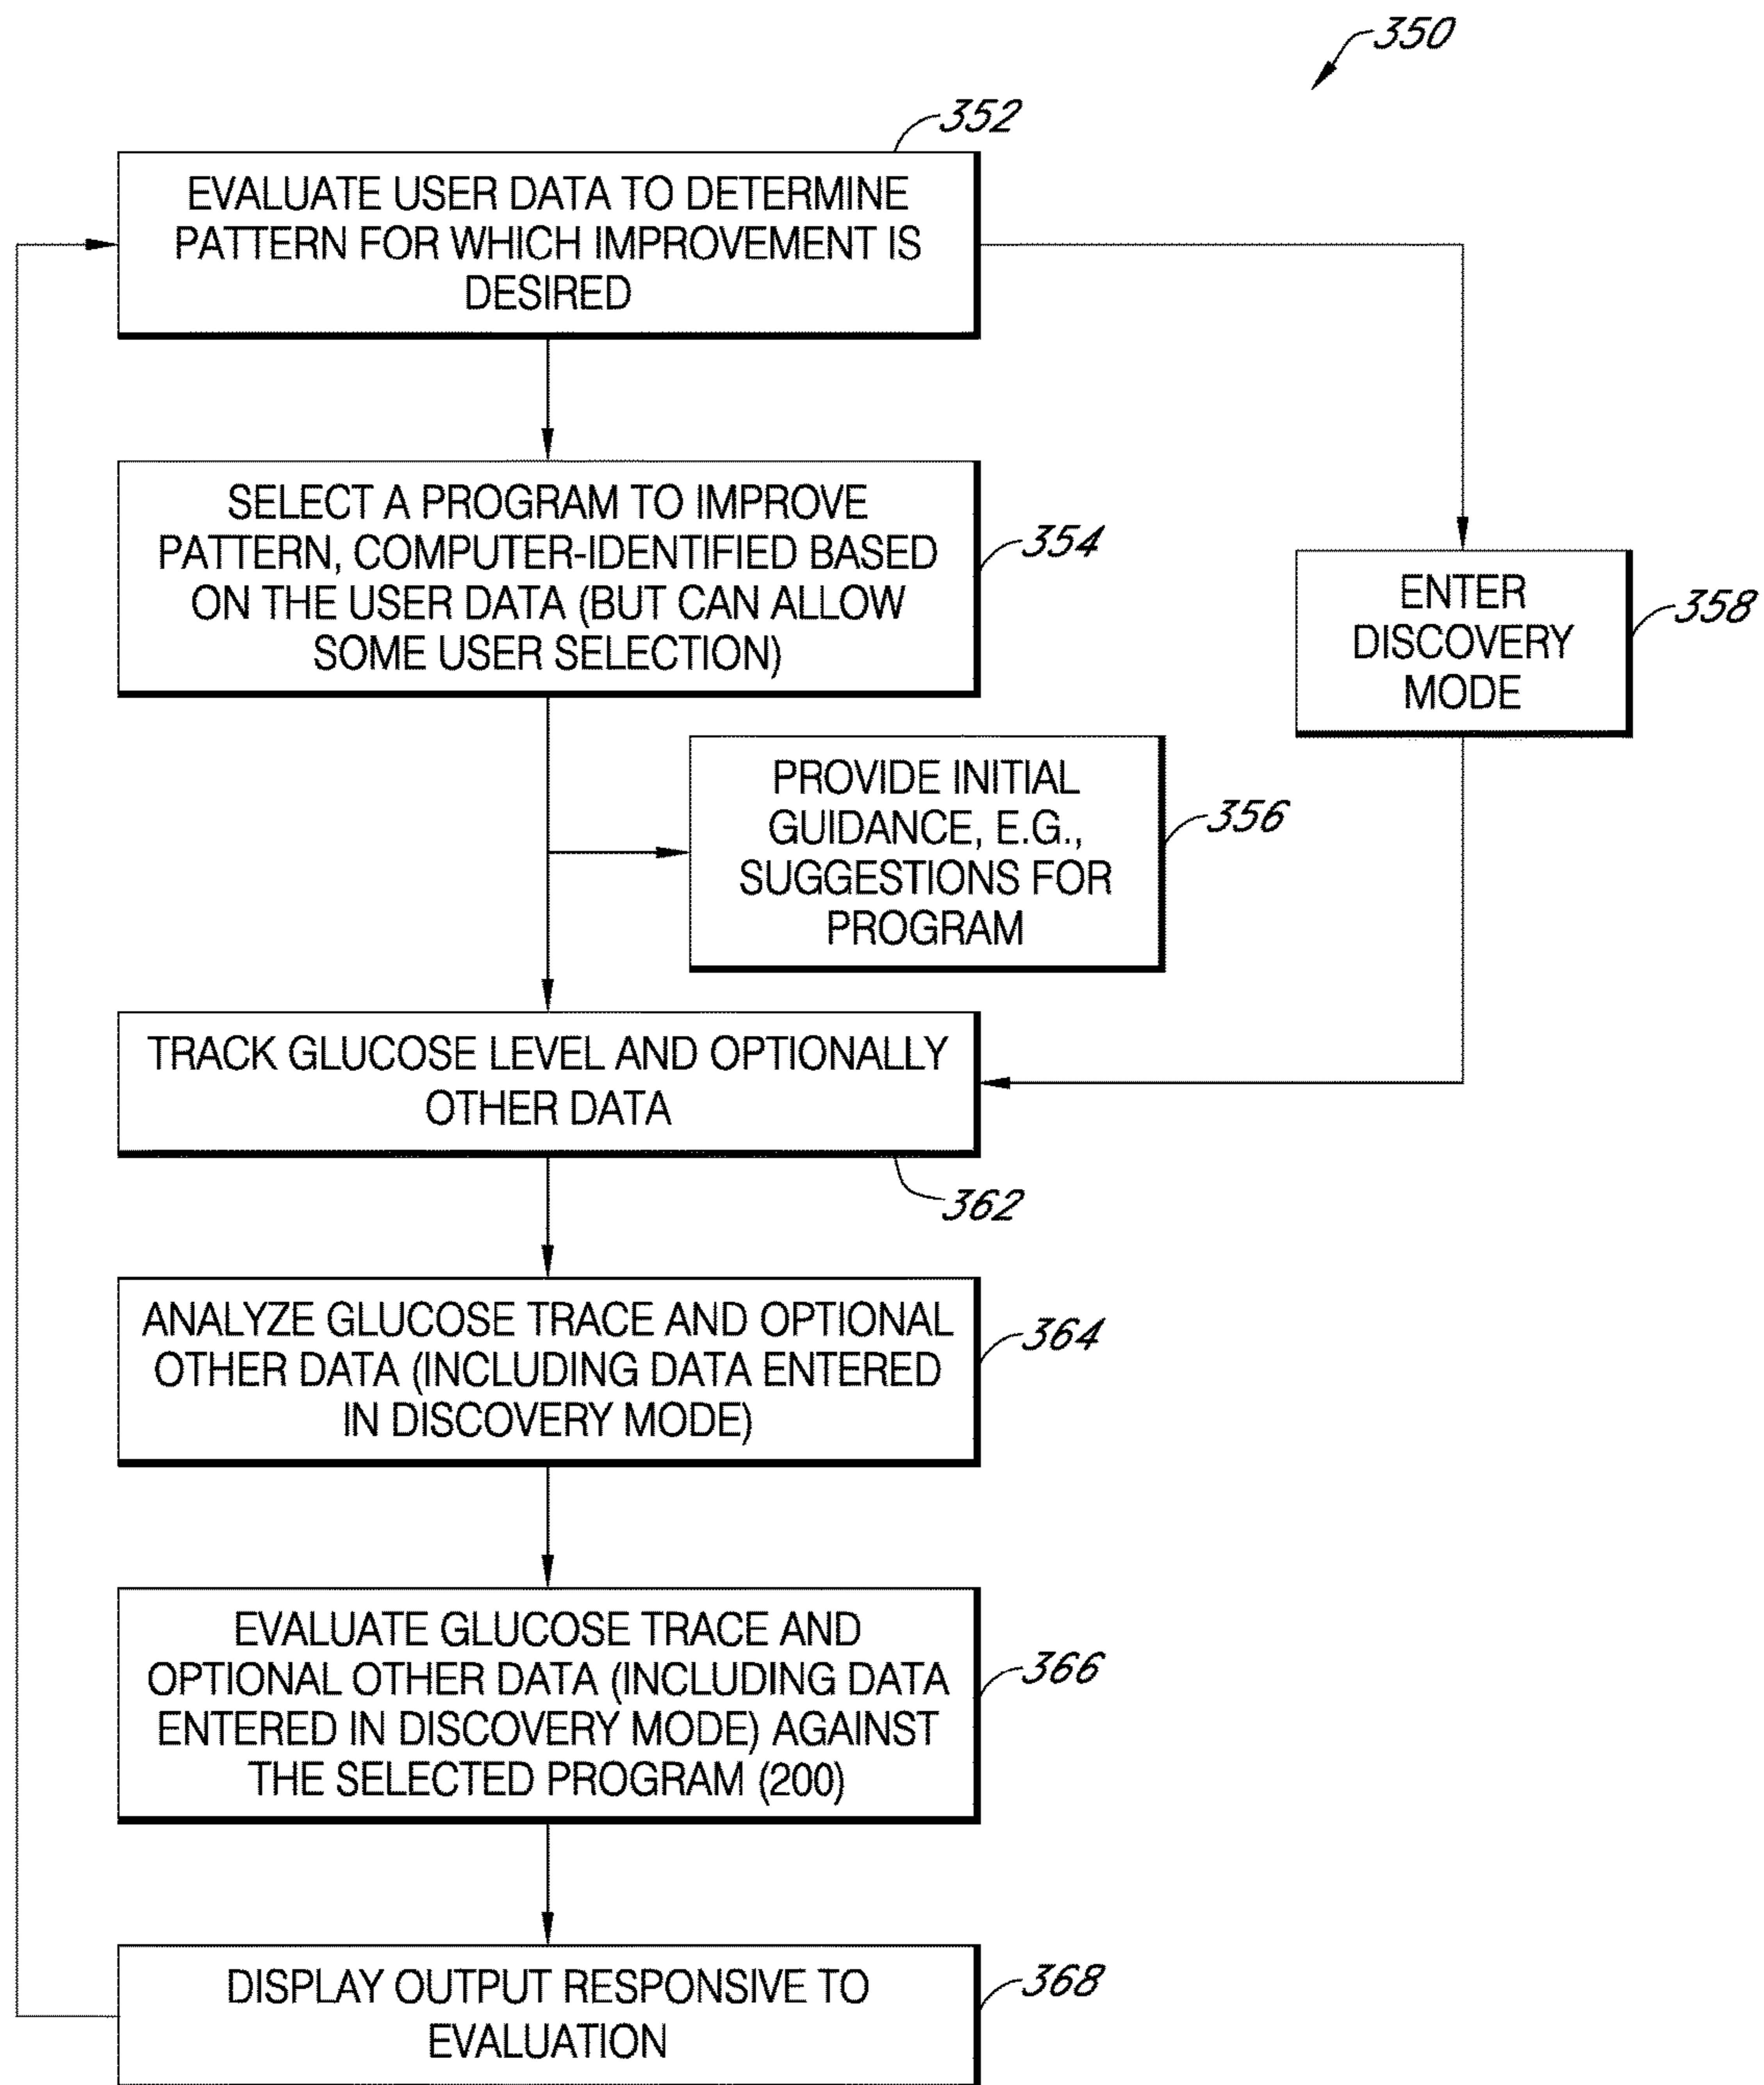 350
352
EVALUATE USER DATA TO DETERMINE
PATTERN FOR WHICH IMPROVEMENT IS
DESIRED
SELECT A PROGRAM TO IMPROVE
PATTERN, COMPUTER-IDENTIFIED BASED
ON THE USER DATA (BUT CAN ALLOW
SOME USER SELECTION)
354
ENTER
DISCOVERY
MODE
358
PROVIDE INITIAL
GUIDANCE, E.G.,
SUGGESTIONS FOR
PROGRAM
356
TRACK GLUCOSE LEVEL AND OPTIONALLY
OTHER DATA
362
ANALYZE GLUCOSE TRACE AND OPTIONAL
OTHER DATA (INCLUDING DATA ENTERED
IN DISCOVERY MODE)
364
EVALUATE GLUCOSE TRACE AND
OPTIONAL OTHER DATA (INCLUDING DATA
ENTERED IN DISCOVERY MODE) AGAINST
THE SELECTED PROGRAM (200)
366
DISPLAY OUTPUT RESPONSIVE TO
EVALUATION
368